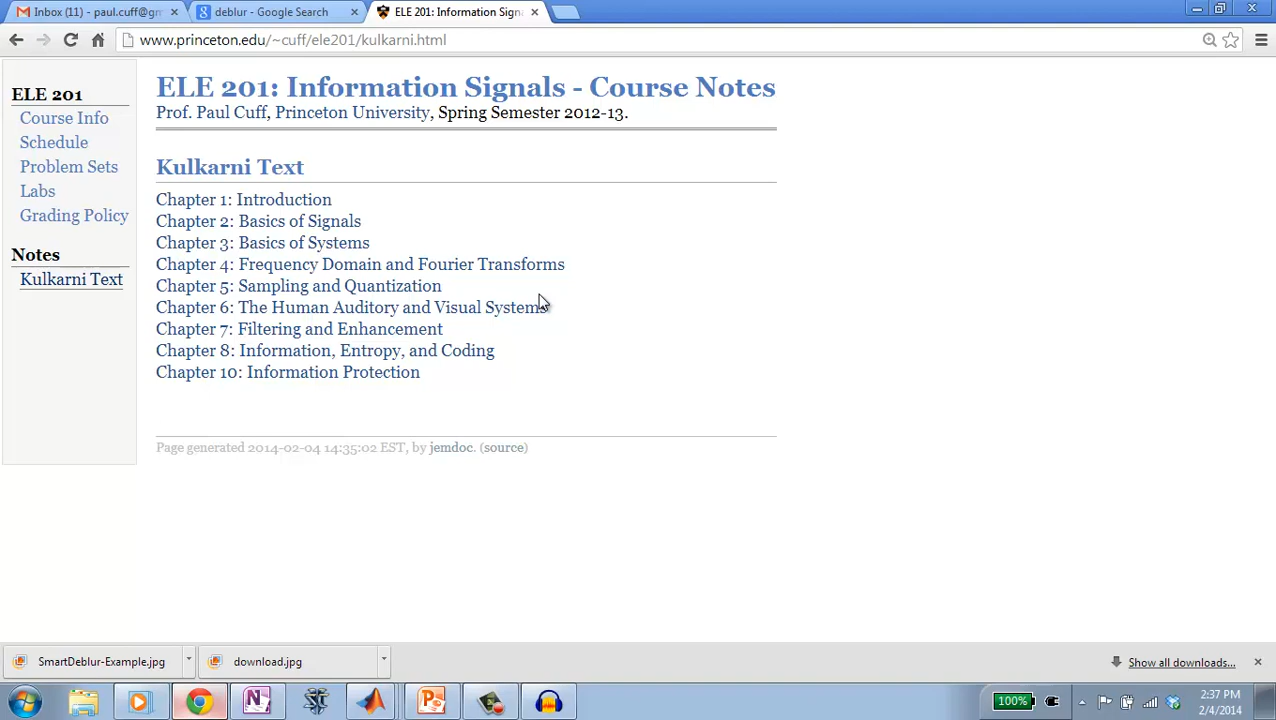 Inbox (11) - paul.cuff@gm
deblur - Google Search
ELE 201: Information Sign
www.princeton.edu/~cuff/ele201/kulkarni.html
ELE 201
Course Info
Schedule
Problem Sets
Labs
Grading Policy
Notes
Kulkarni Text
ELE 201: Information Signals - Course Notes
Prof. Paul Cuff, Princeton University, Spring Semester 2012-13.
Kulkarni Text
Chapter 1: Introduction
Chapter 2: Basics of Signals
Chapter 3: Basics of Systems
Chapter 4: Frequency Domain and Fourier Transforms
Chapter 5: Sampling and Quantization
Chapter 6: The Human Auditory and Visual Systems
Chapter 7: Filtering and Enhancement
Chapter 8: Information, Entropy, and Coding
Chapter 10: Information Protection
Page generated 2014-02-04 14:35:02 EST, by jemdoc. (source)
SmartDeblur-Example.jpg
download.jpg
Show all downloads...
100%
2:37 PM
2/4/2014